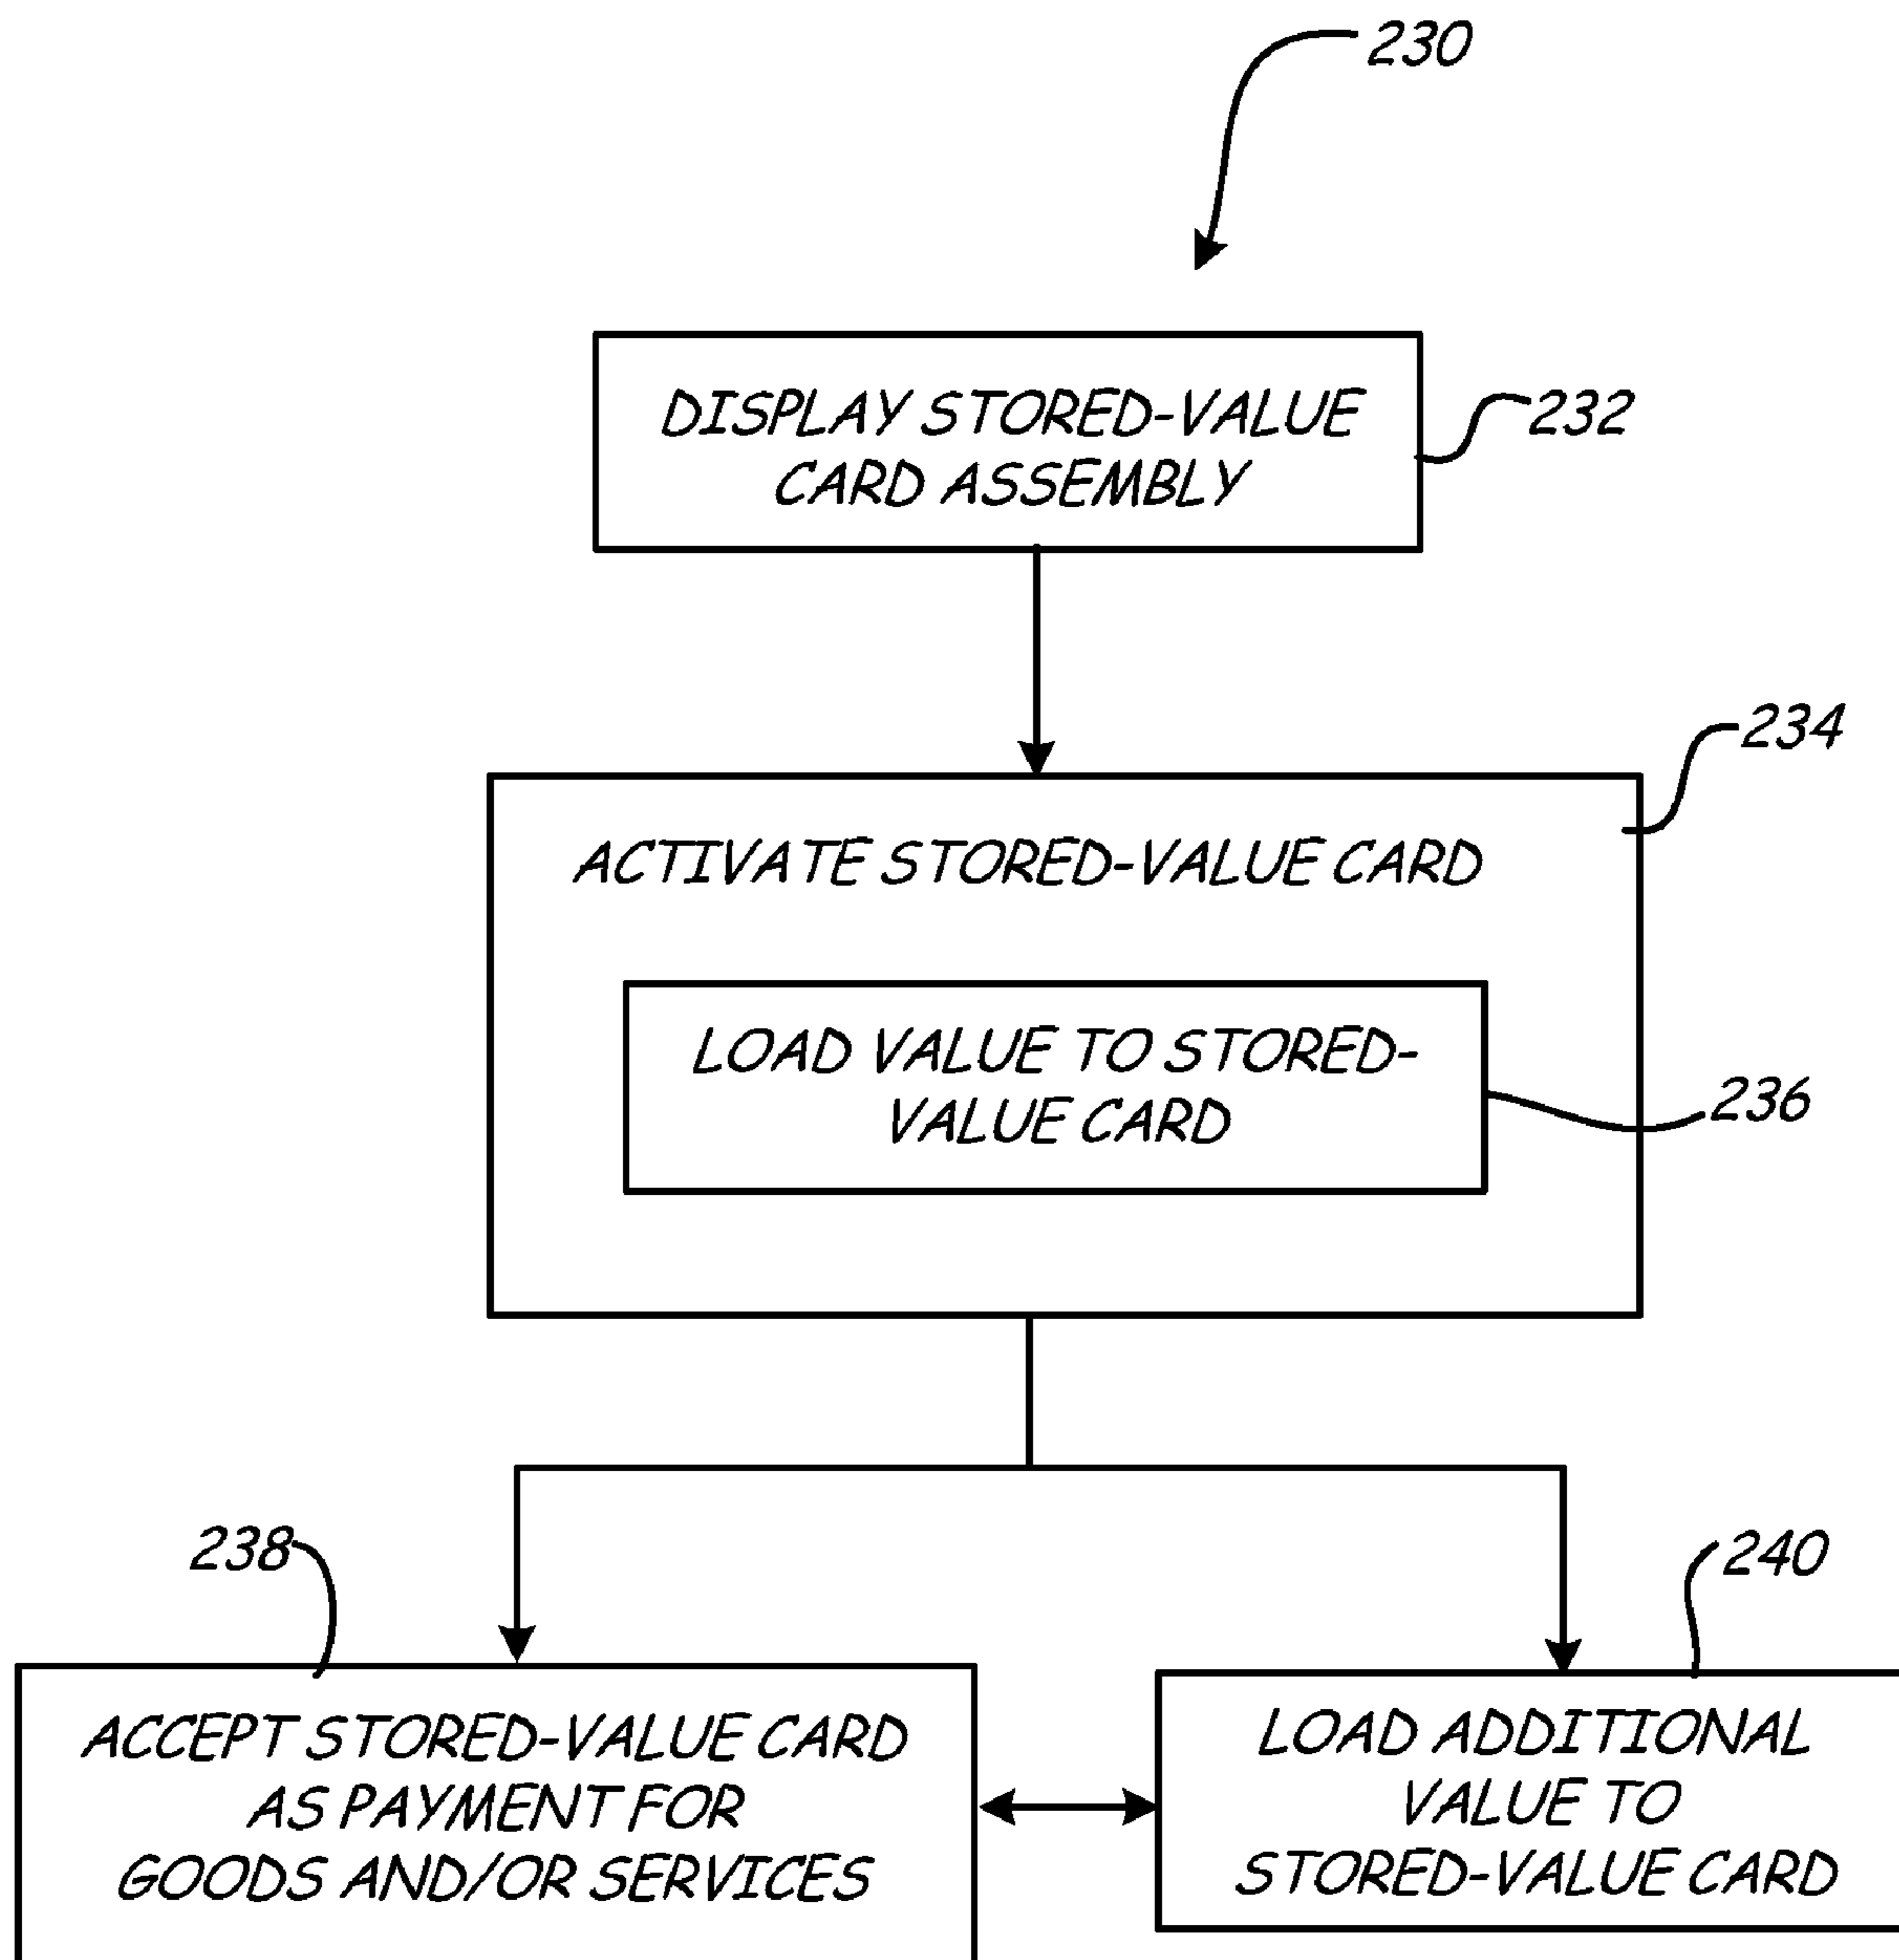 230
DISPLAY STORED-VALUE
CARD ASSEMBLY
232
234
ACTIVATE STORED-VALUE CARD
LOAD VALUE TO STORED-
VALUE CARD
236
238
240
ACCEPT STORED-VALUE CARD
AS PAYMENT FOR
GOODS AND/OR SERVICES
LOAD ADDITIONAL
VALUE TO
STORED-VALUE CARD